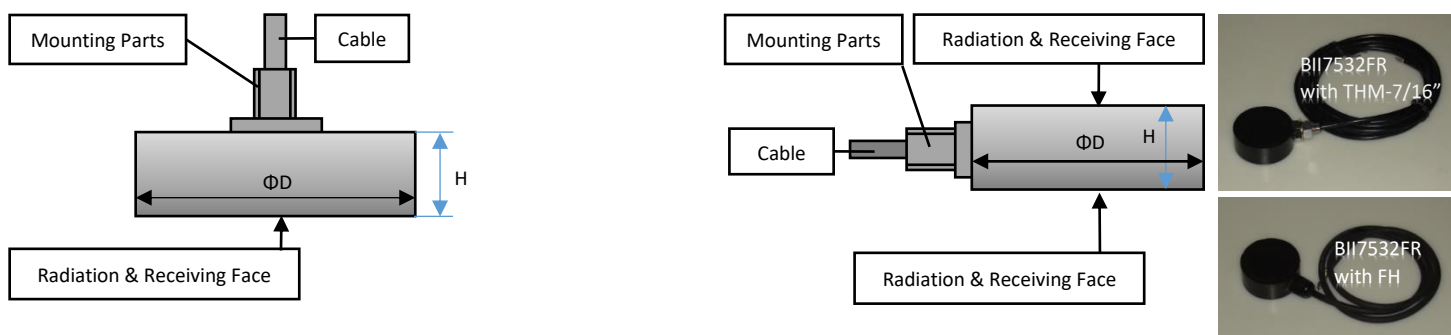 Mounting Parts
Cable
ΦD
H
Radiation & Receiving Face
Mounting Parts
Radiation & Receiving Face
Cable
ΦD
H
Radiation & Receiving Face
BII7532FR
with THM-7/16”
BII7532FR
with FH